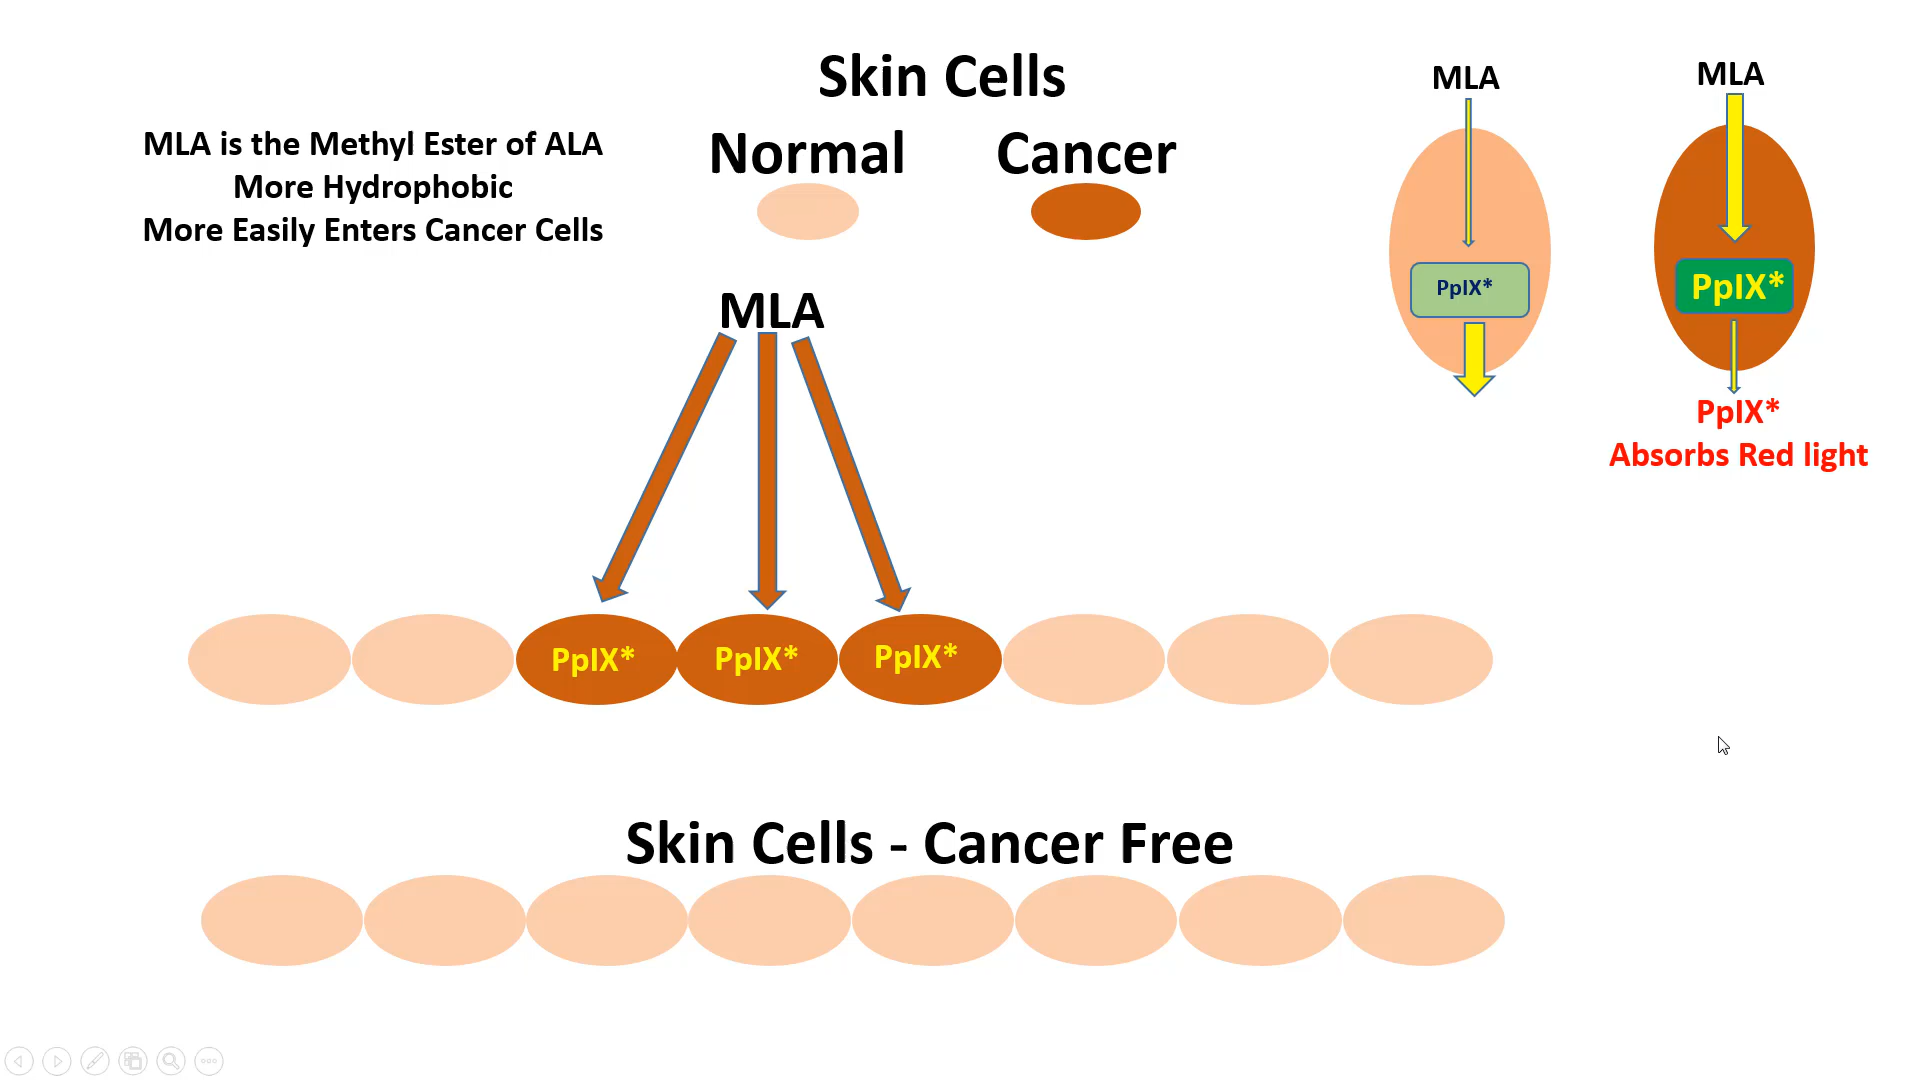 Skin Cells
Normal
Cancer
MLA is the Methyl Ester of ALA
More Hydrophobic
More Easily Enters Cancer Cells
MLA
MLA
PpIX*
PpIX*
PpIX*
Absorbs Red light
MLA
PpIX*
PpIX*
PpIX*
Skin Cells - Cancer Free